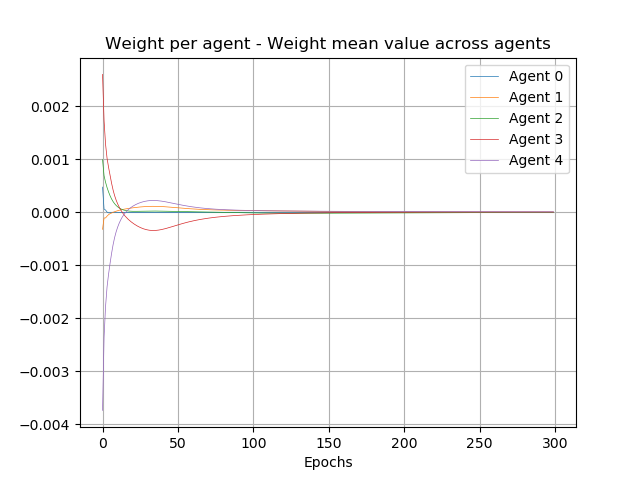 Weight per agent - Weight mean value across agents
Agent 0
Agent 1
Agent 2
Agent 3
Agent 4
0.002
0.001
0.000
−0.001
−0.002
−0.003
−0.004
0 50 100 150 200 250 300
Epochs